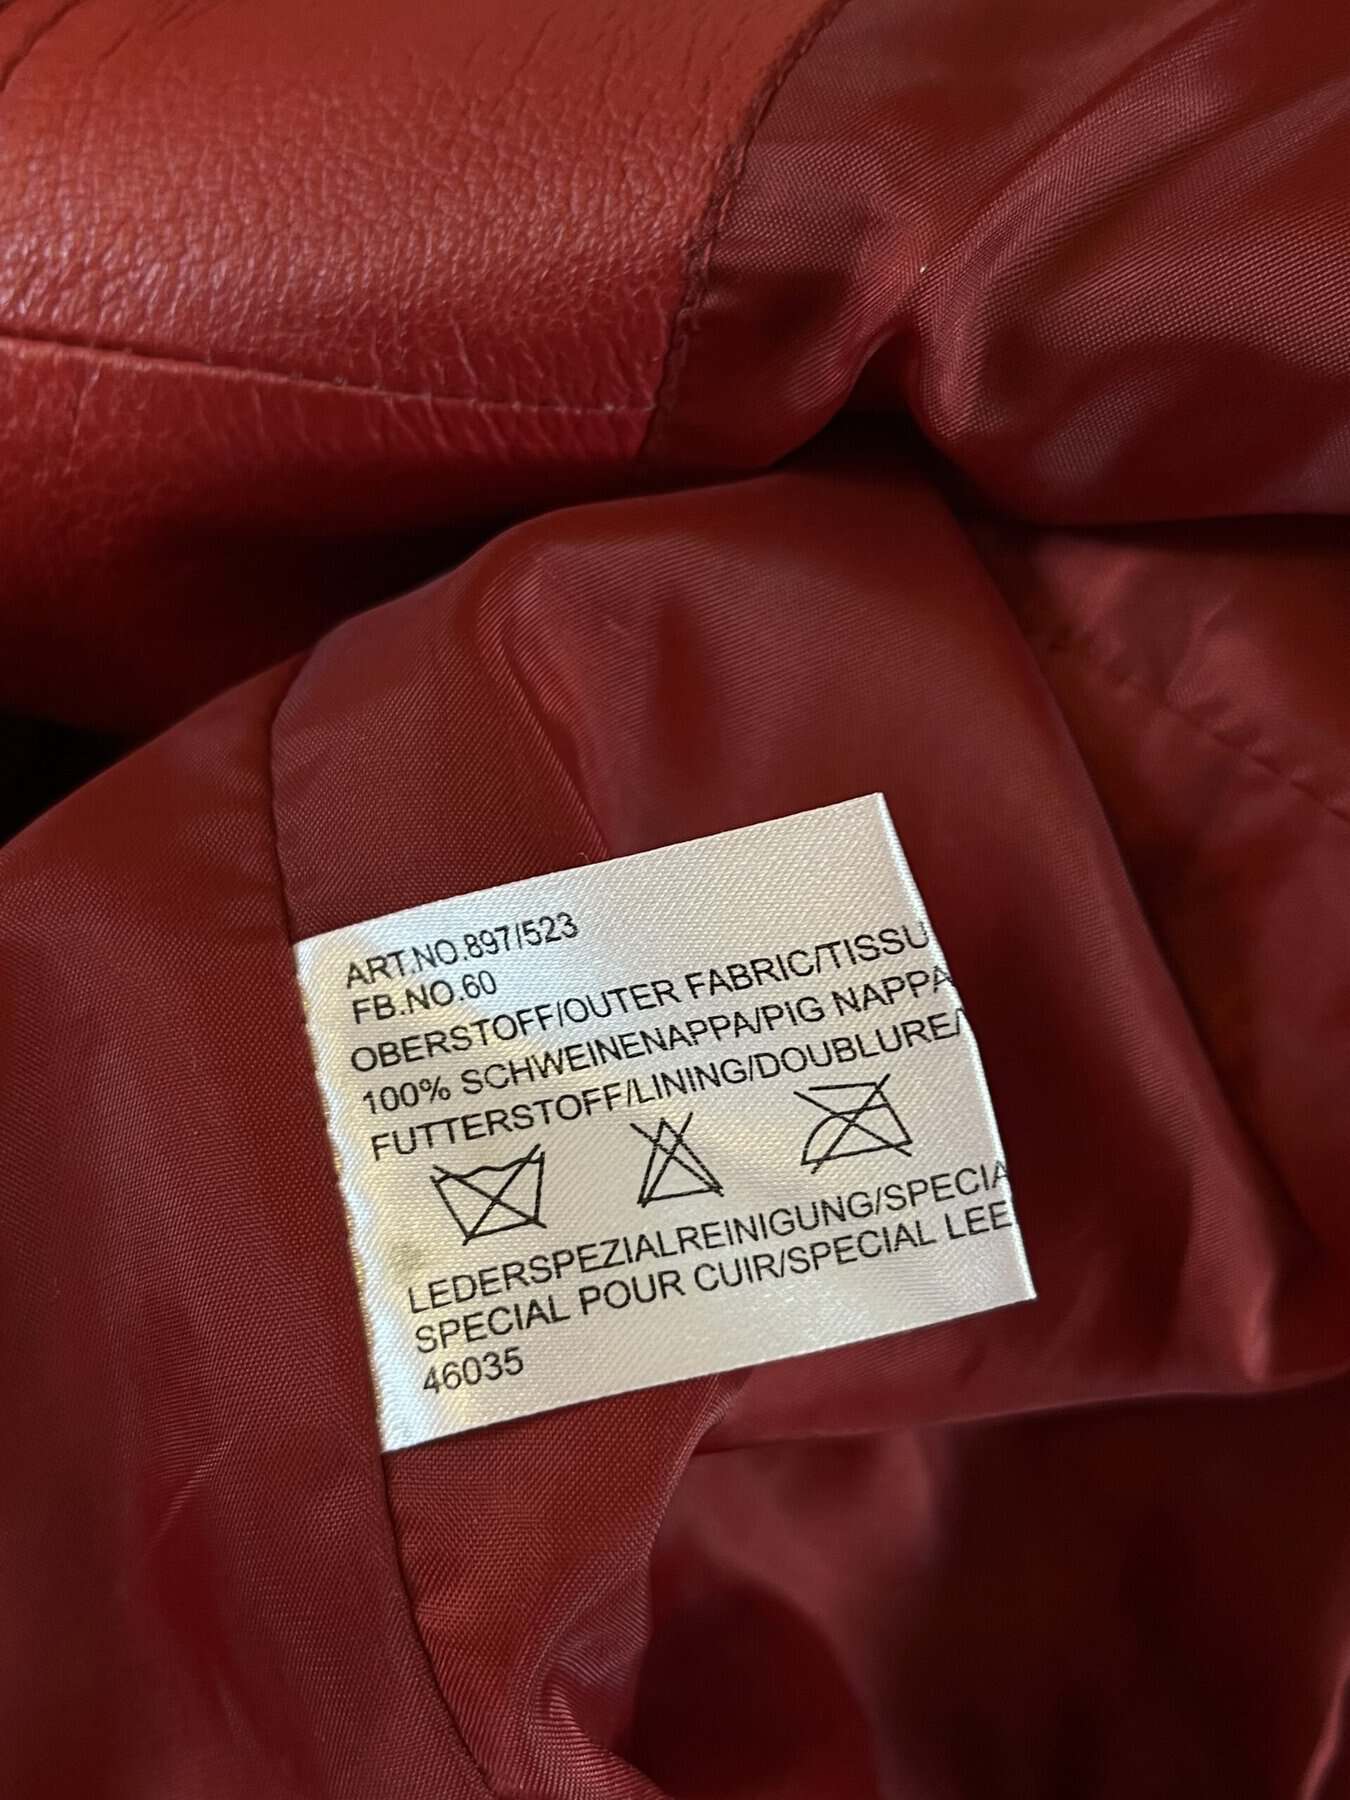 ART.NO.897/523
FB.NO.60
OBERSTOFF/OUTER FABRIC/TISSU
100% SCHWEINENAPPA/PIG NAPPA
FUTTERSTOFF/LINING/DOUBLURE/
LEDERSPEZIALREINIGUNG/SPECIA
SPECIAL POUR CUIR/SPECIAL LEE
46035